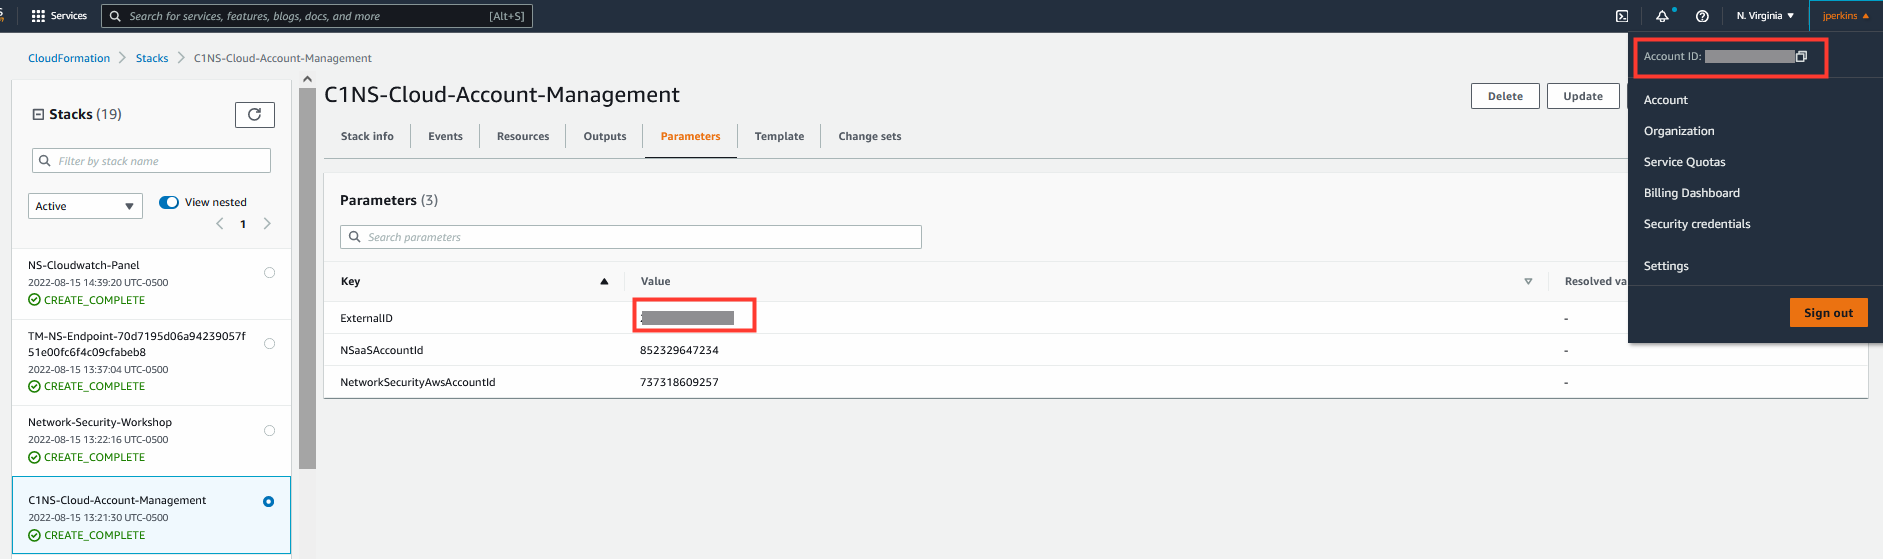 Services
Search for services, features, blogs, docs, and more
[Alt+S]
N. Virginia
jperkins
CloudFormation
Stacks
C1NS-Cloud-Account-Management
Account ID:
Account
Organization
Service Quotas
Billing Dashboard
Security credentials
Settings
Sign out
Stacks (19)
Filter by stack name
Active
View nested
1
NS-Cloudwatch-Panel
2022-08-15 14:39:20 UTC-0500
CREATE_COMPLETE
TM-NS-Endpoint-70d7195d06a94239057f
51e00fc6f4c09cfabeb8
2022-08-15 13:37:04 UTC-0500
CREATE_COMPLETE
Network-Security-Workshop
2022-08-15 13:22:16 UTC-0500
CREATE_COMPLETE
C1NS-Cloud-Account-Management
2022-08-15 13:21:30 UTC-0500
CREATE_COMPLETE
C1NS-Cloud-Account-Management
Delete
Update
Stack info
Events
Resources
Outputs
Parameters
Template
Change sets
Parameters (3)
Search parameters
Key
Value
Resolved va
ExternalID
-
NSaaSAccountId
852329647234
-
NetworkSecurityAwsAccountId
737318609257
-